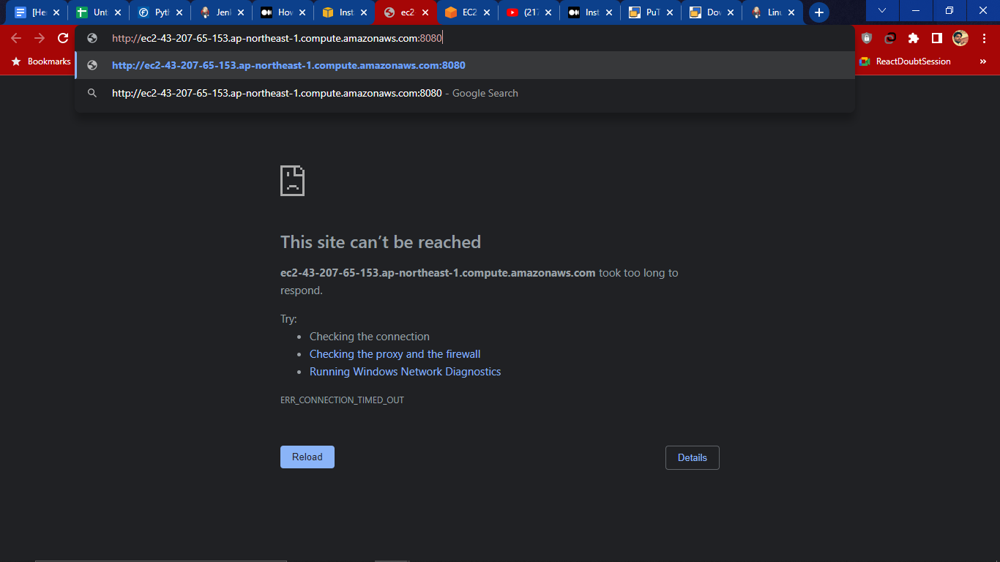 [He
Unt
Pyth
Jenk
How
Inst
ec2
EC2
(217
Inst
PuT
Dov
Linu
http://ec2-43-207-65-153.ap-northeast-1.compute.amazonaws.com:8080
Bookmarks
http://ec2-43-207-65-153.ap-northeast-1.compute.amazonaws.com:8080
ReactDoubtSession
http://ec2-43-207-65-153.ap-northeast-1.compute.amazonaws.com:8080 - Google Search
This site can't be reached
ec2-43-207-65-153.ap-northeast-1.compute.amazonaws.com took too long to
respond.
Try:
Checking the connection
Checking the proxy and the firewall
Running Windows Network Diagnostics
ERR_CONNECTION_TIMED_OUT
Reload
Details